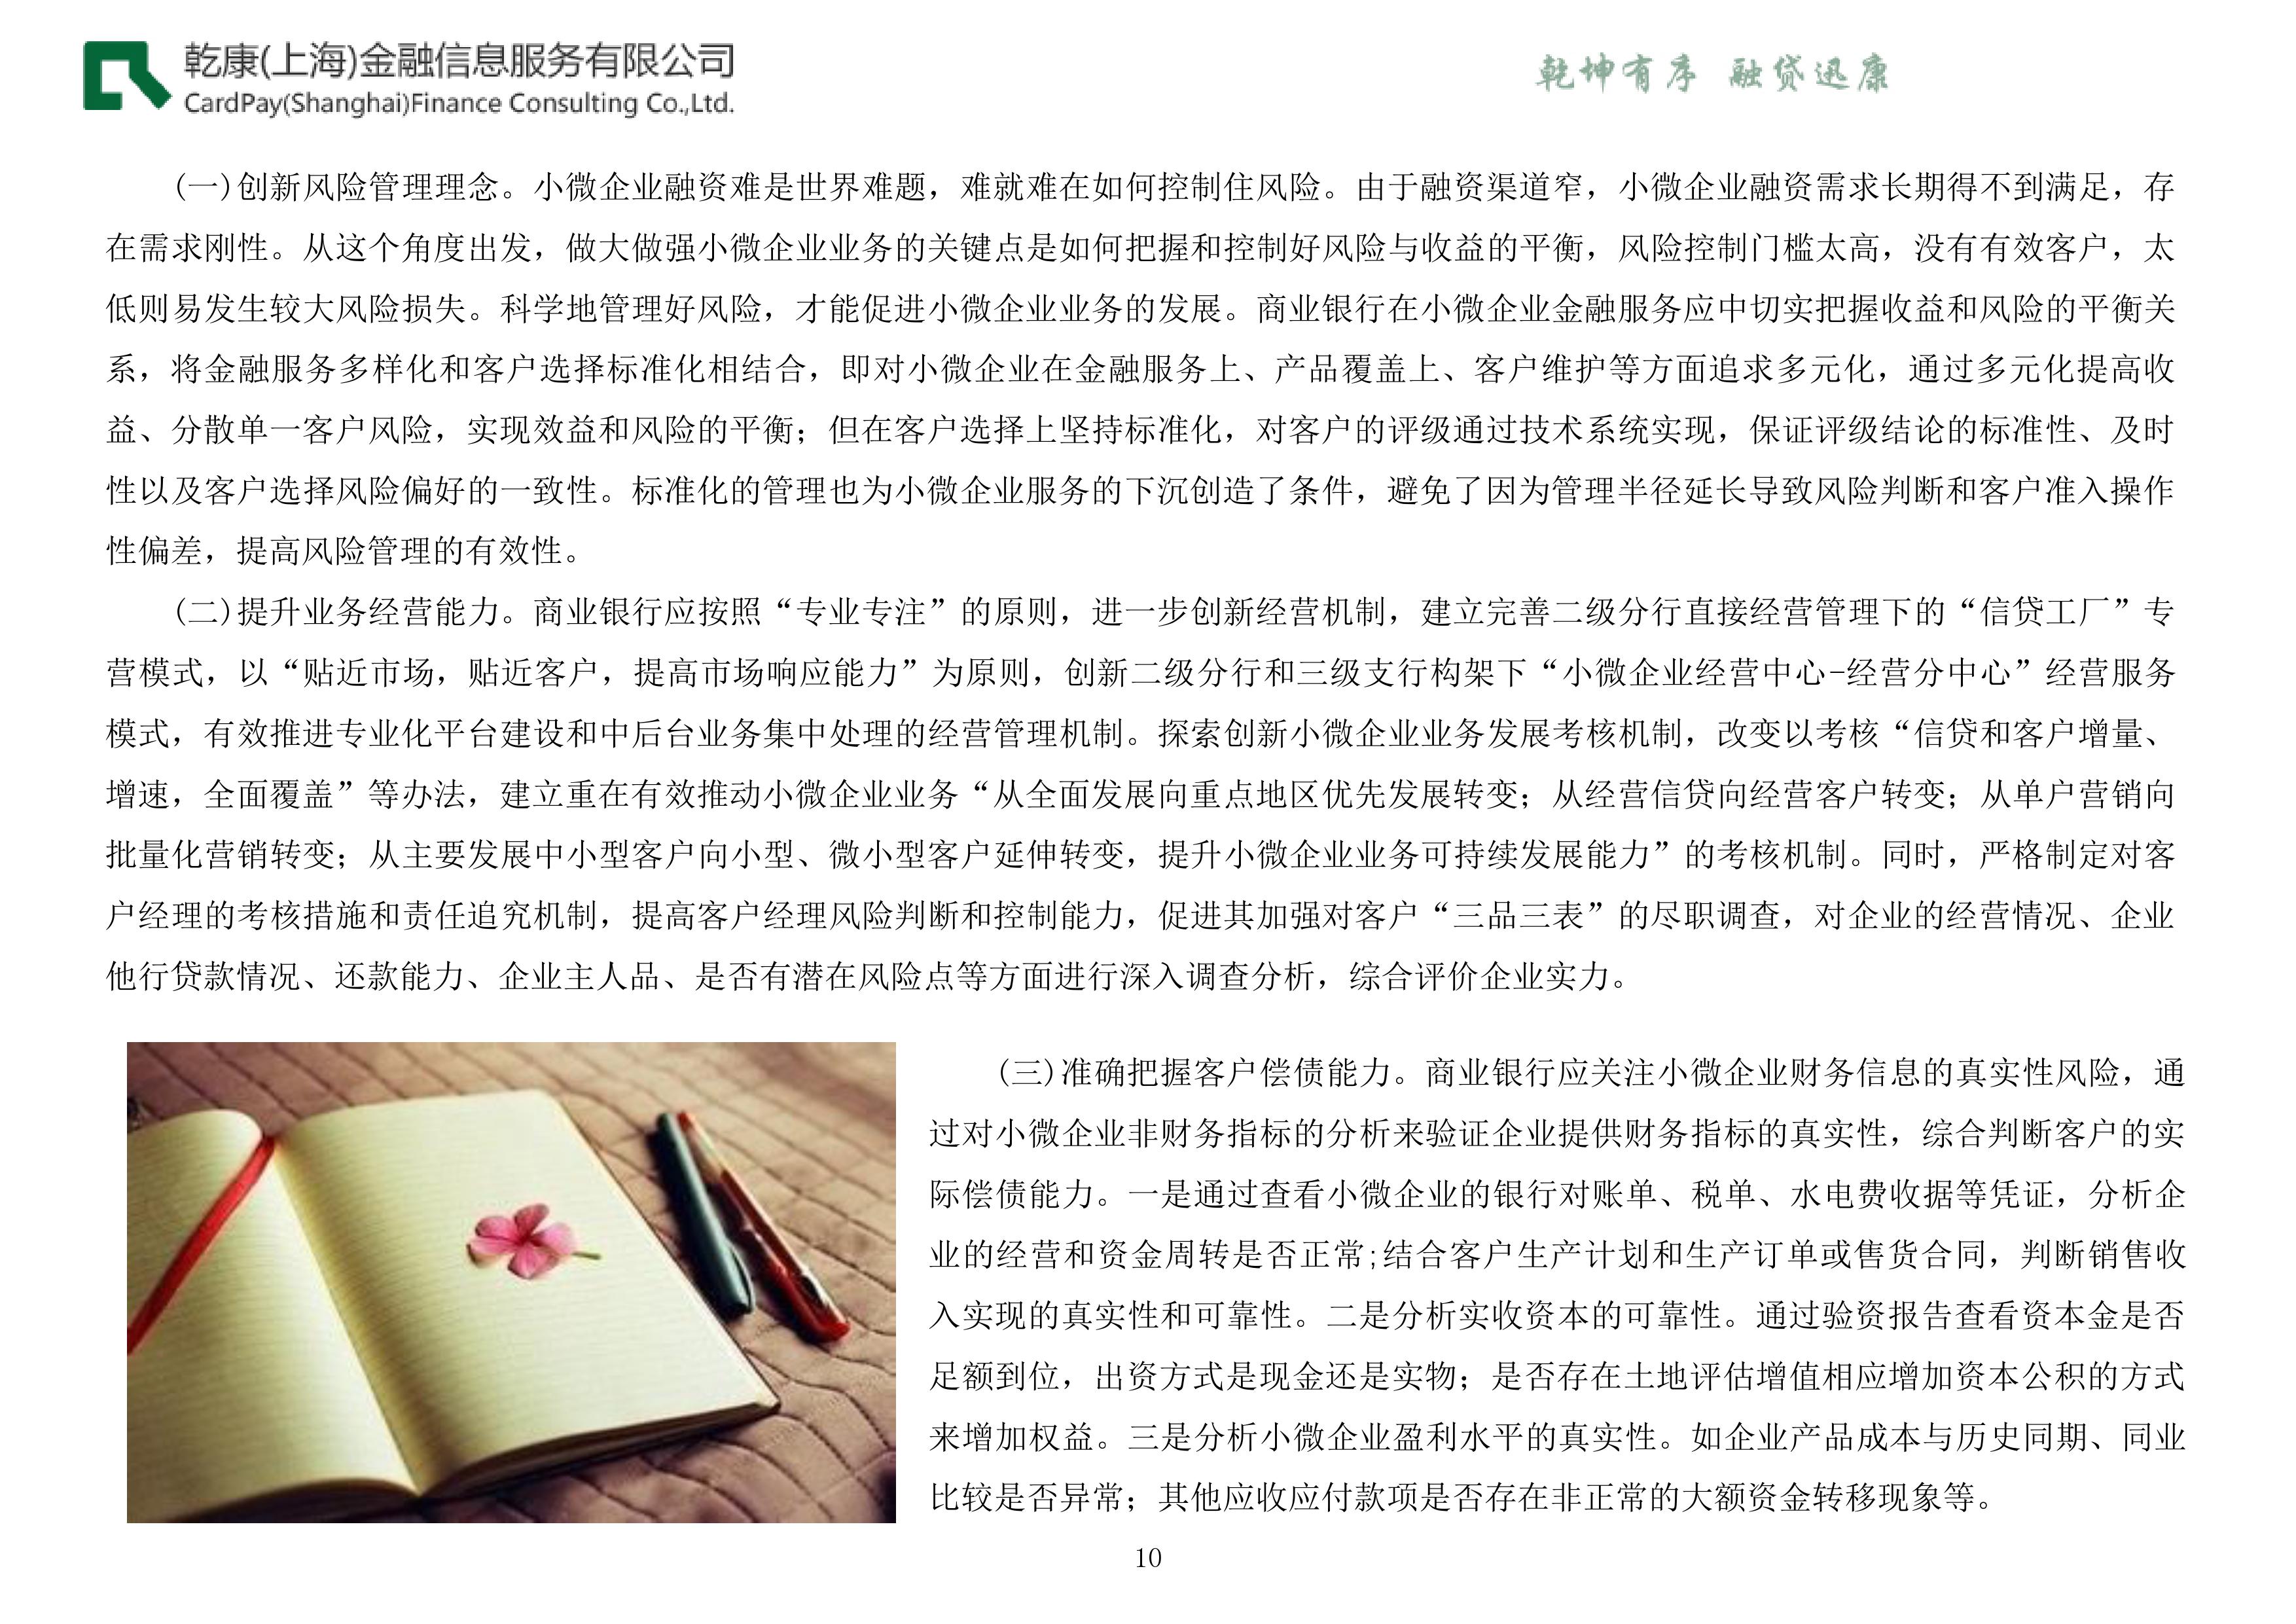 乾康(上海)金融信息服务有限公司
CardPay(Shanghai)Finance Consulting Co.,Ltd.
乾坤有序 融贷迅康
(一)创新风险管理理念。小微企业融资难是世界难题，难就难在如何控制住风险。由于融资渠道窄，小微企业融资需求长期得不到满足，存
在需求刚性。从这个角度出发，做大做强小微企业业务的关键点是如何把握和控制好风险与收益的平衡，风险控制门槛太高，没有有效客户，太
低则易发生较大风险损失。科学地管理好风险，才能促进小微企业业务的发展。商业银行在小微企业金融服务应中切实把握收益和风险的平衡关
系，将金融服务多样化和客户选择标准化相结合，即对小微企业在金融服务上、产品覆盖上、客户维护等方面追求多元化，通过多元化提高收
益、分散单一客户风险，实现效益和风险的平衡；但在客户选择上坚持标准化，对客户的评级通过技术系统实现，保证评级结论的标准性、及时
性以及客户选择风险偏好的一致性。标准化的管理也为小微企业服务的下沉创造了条件，避免了因为管理半径延长导致风险判断和客户准入操作
性偏差，提高风险管理的有效性。
(二)提升业务经营能力。商业银行应按照“专业专注”的原则，进一步创新经营机制，建立完善二级分行直接经营管理下的“信贷工厂”专
营模式，以“贴近市场，贴近客户，提高市场响应能力”为原则，创新二级分行和三级支行构架下“小微企业经营中心-经营分中心”经营服务
模式，有效推进专业化平台建设和中后台业务集中处理的经营管理机制。探索创新小微企业业务发展考核机制，改变以考核“信贷和客户增量、
增速，全面覆盖”等办法，建立重在有效推动小微企业业务“从全面发展向重点地区优先发展转变；从经营信贷向经营客户转变；从单户营销向
批量化营销转变；从主要发展中小型客户向小型、微小型客户延伸转变，提升小微企业业务可持续发展能力”的考核机制。同时，严格制定对客
户经理的考核措施和责任追究机制，提高客户经理风险判断和控制能力，促进其加强对客户“三品三表”的尽职调查，对企业的经营情况、企业
他行贷款情况、还款能力、企业主人品、是否有潜在风险点等方面进行深入调查分析，综合评价企业实力。
(三)准确把握客户偿债能力。商业银行应关注小微企业财务信息的真实性风险，通
过对小微企业非财务指标的分析来验证企业提供财务指标的真实性，综合判断客户的实
际偿债能力。一是通过查看小微企业的银行对账单、税单、水电费收据等凭证，分析企
业的经营和资金周转是否正常;结合客户生产计划和生产订单或售货合同，判断销售收
入实现的真实性和可靠性。二是分析实收资本的可靠性。通过验资报告查看资本金是否
足额到位，出资方式是现金还是实物；是否存在土地评估增值相应增加资本公积的方式
来增加权益。三是分析小微企业盈利水平的真实性。如企业产品成本与历史同期、同业
比较是否异常；其他应收应付款项是否存在非正常的大额资金转移现象等。
10